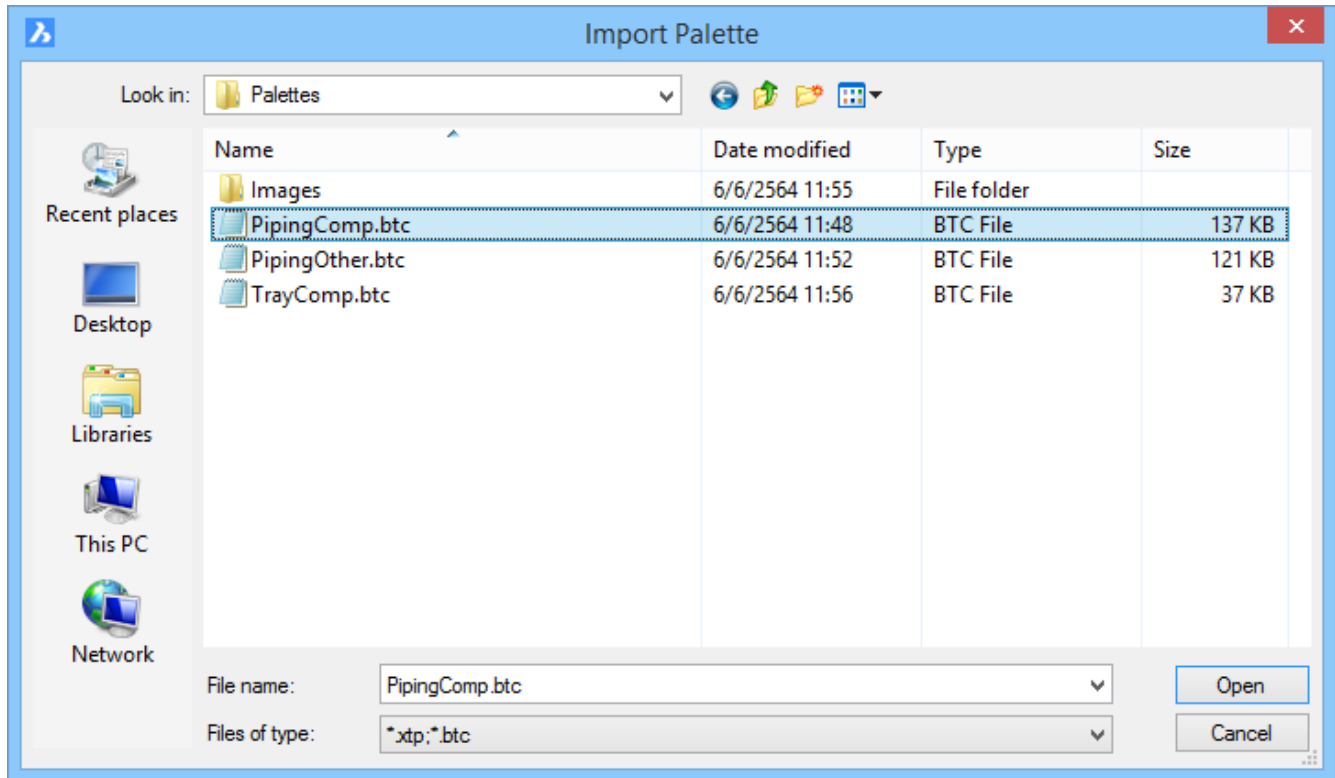 Import Palette
Look in: Palettes
Name Date modified Type Size
Images 6/6/2564 11:55 File folder
PipingComp.btc 6/6/2564 11:48 BTC File 137 KB
PipingOther.btc 6/6/2564 11:52 BTC File 121 KB
TrayComp.btc 6/6/2564 11:56 BTC File 37 KB
Recent places
Desktop
Libraries
This PC
Network
File name: PipingComp.btc Open
Files of type: *.xtp;*.btc Cancel